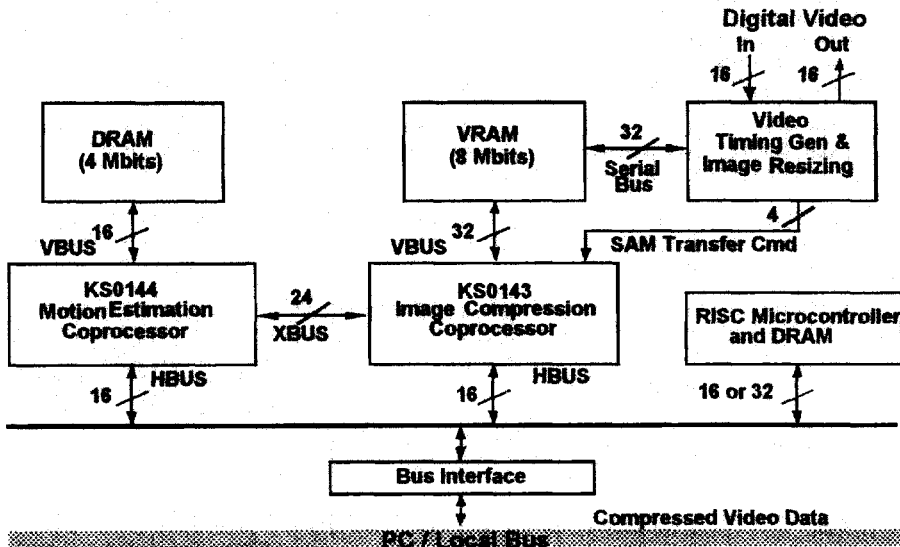 Digital Video
In Out
16 16
DRAM
(4 Mbits)
VRAM
(8 Mbits)
32
Serial
Bus
Video
Timing Gen &
Image Resizing
VBUS 16
VBUS 32
4
SAM Transfer Cmd
KS0144
Motion Estimation
Coprocessor
24
XBUS
KS0143
Image Compression
Coprocessor
RISC Microcontroller
and DRAM
16 HBUS
16 HBUS
16 or 32
Bus Interface
Compressed Video Data
PC / Local Bus